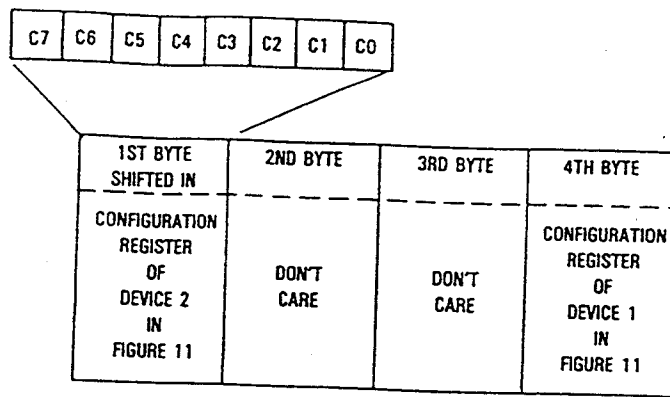 C7 C6 C5 C4 C3 C2 C1 C0
1ST BYTE SHIFTED IN
2ND BYTE
3RD BYTE
4TH BYTE
CONFIGURATION
REGISTER
OF
DEVICE 2
IN
FIGURE 11
DON'T
CARE
DON'T
CARE
CONFIGURATION
REGISTER
OF
DEVICE 1
IN
FIGURE 11